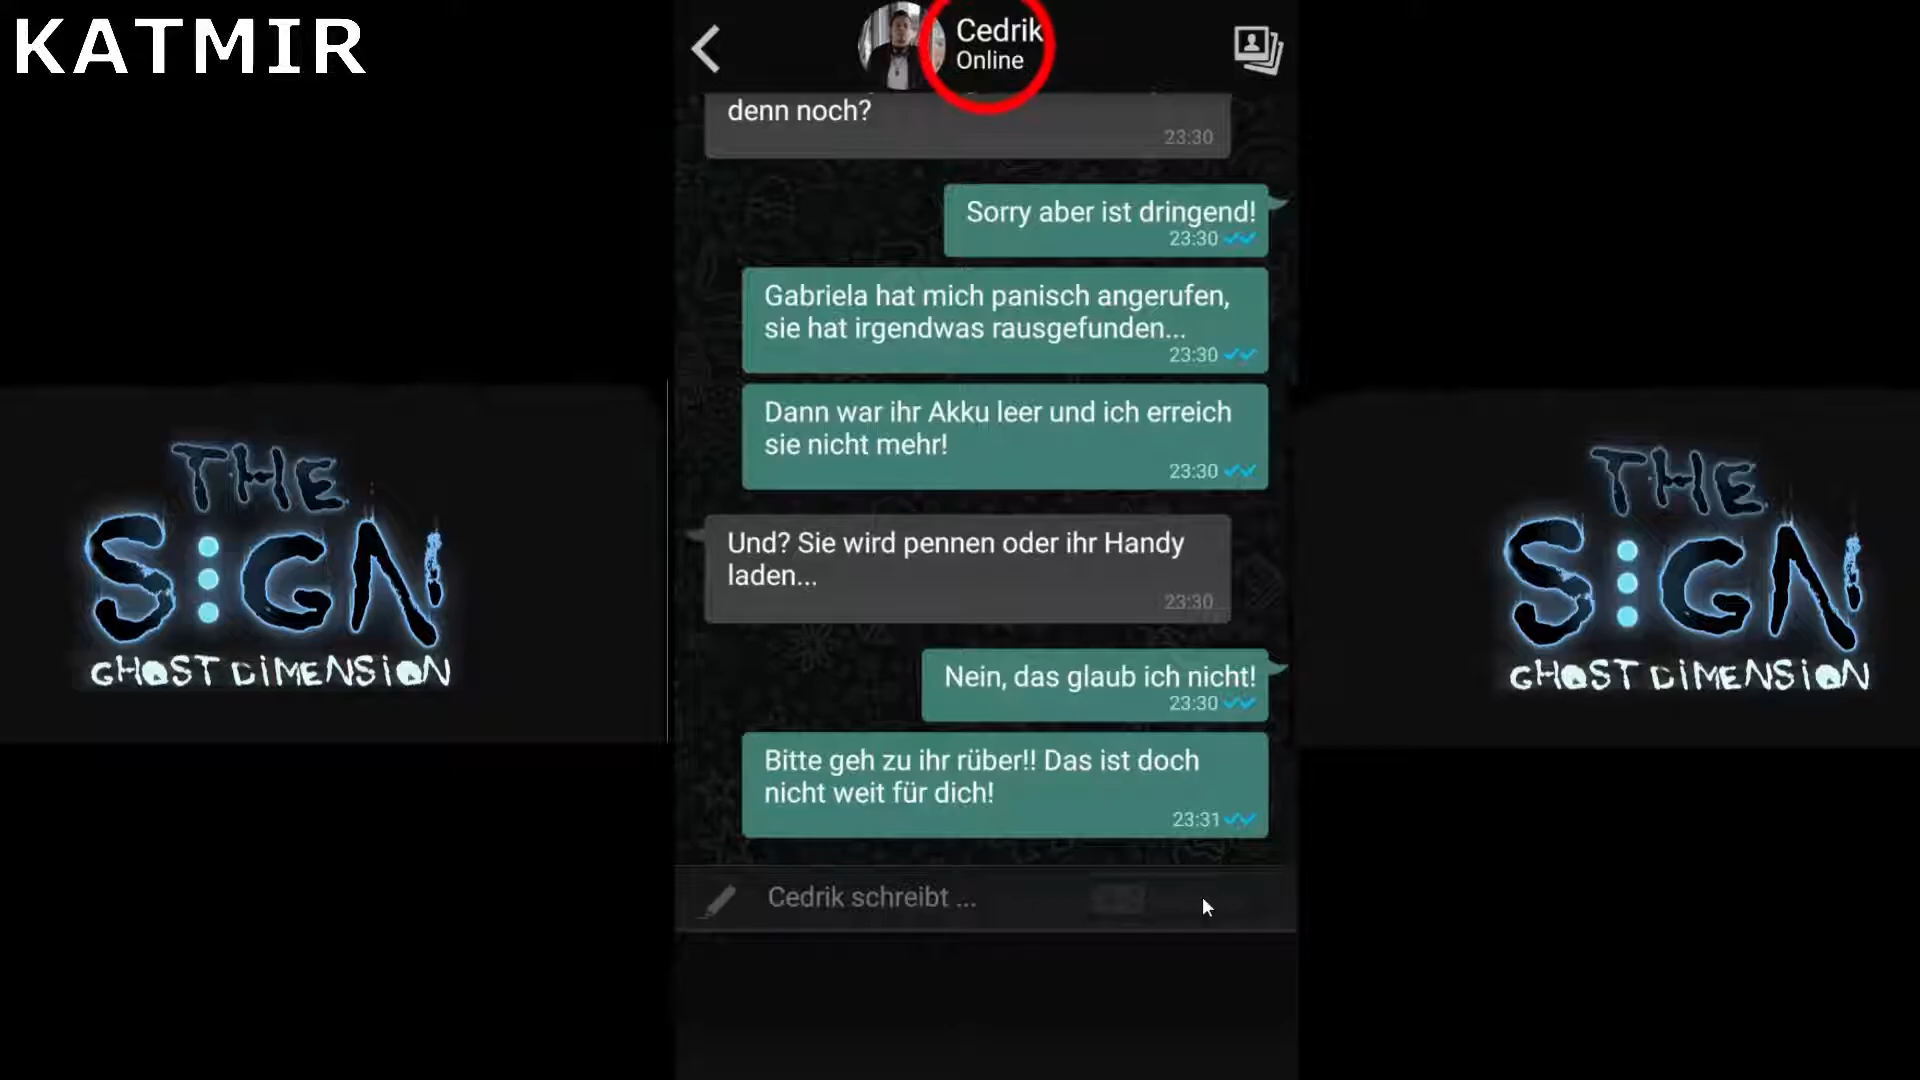 KATMIR
Cedrik
Online
denn noch?
23:30
Sorry aber ist dringend!
23:30
Gabriela hat mich panisch angerufen,
sie hat irgendwas rausgefunden...
23:30
Dann war ihr Akku leer und ich erreich
sie nicht mehr!
23:30
Und? Sie wird pennen oder ihr Handy
laden...
23:30
Nein, das glaub ich nicht!
23:30
Bitte geh zu ihr rüber!! Das ist doch
nicht weit für dich!
23:31
Cedrik schreibt ...
THE
SIGN
GHOST DIMENSION
THE
SIGN
GHOST DIMENSION